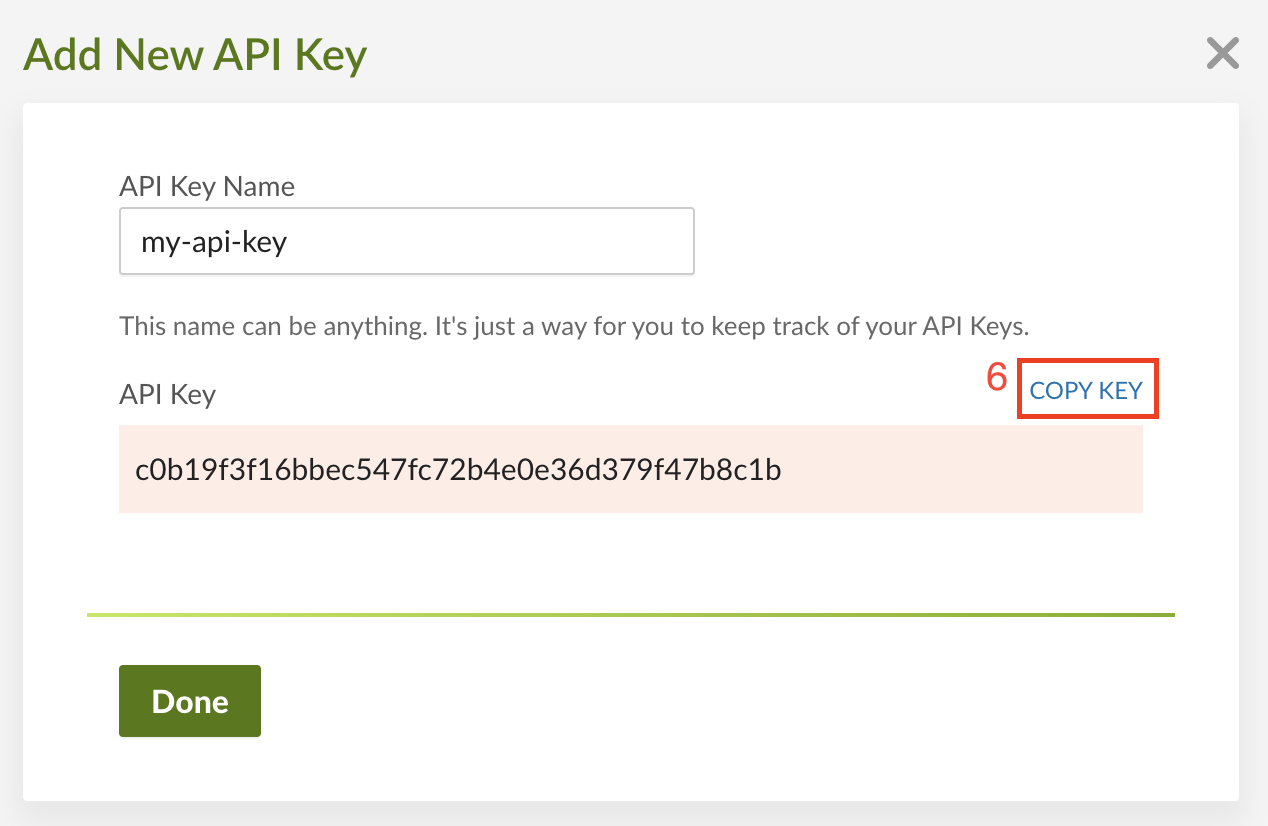 Add New API Key
API Key Name
my-api-key
This name can be anything. It's just a way for you to keep track of your API Keys.
6
API Key
COPY KEY
c0b19f3f16bbec547fc72b4e0e36d379f47b8c1b
Done